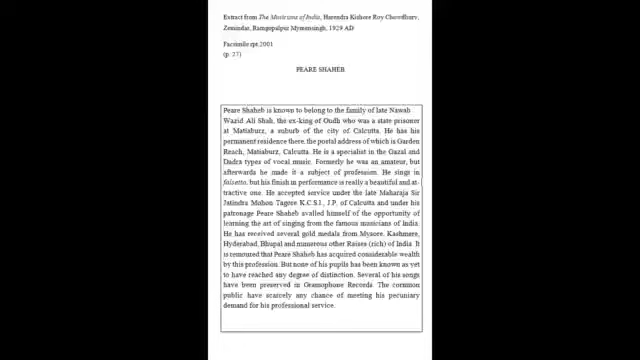 Extract from The Musicians of India, Harendra Kishore Roy Chowdhury,
Zemindar, Ramgopalpur Mymensingh, 1929 AD
Facsimile rpt.2001
(p. 27)
PEARE SHAHEB
Peare Shaheb is known to belong to the family of late Nawab
Wazid Ali Shah, the ex-king of Oudh who was a state prisoner
at Matiaburz, a suburb of the city of Calcutta. He has his
permanent residence there, the postal address of which is Garden
Reach, Matiaburz, Calcutta. He is a specialist in the Gazal and
Dadra types of vocal music. Formerly he was an amateur, but
afterwards he made it a subject of profession. He sings in
falsetto, but his finish in performance is really a beautiful and at-
tractive one. He accepted service under the late Maharaja Sir
Jatindra Mohon Tagore K.C.S.I., J.P. of Calcutta and under his
patronage Peare Shaheb availed himself of the opportunity of
learning the art of singing from the famous musicians of India.
He has received several gold medals from Mysore, Kashmere,
Hyderabad, Bhupal and numerous other Raises (rich) of India. It
is rumoured that Peare Shaheb has acquired considerable wealth
by this profession. But none of his pupils has been known as yet
to have reached any degree of distinction. Several of his songs
have been preserved in Gramophone Records. The common
public have scarcely any chance of meeting his pecuniary
demand for his professional service.